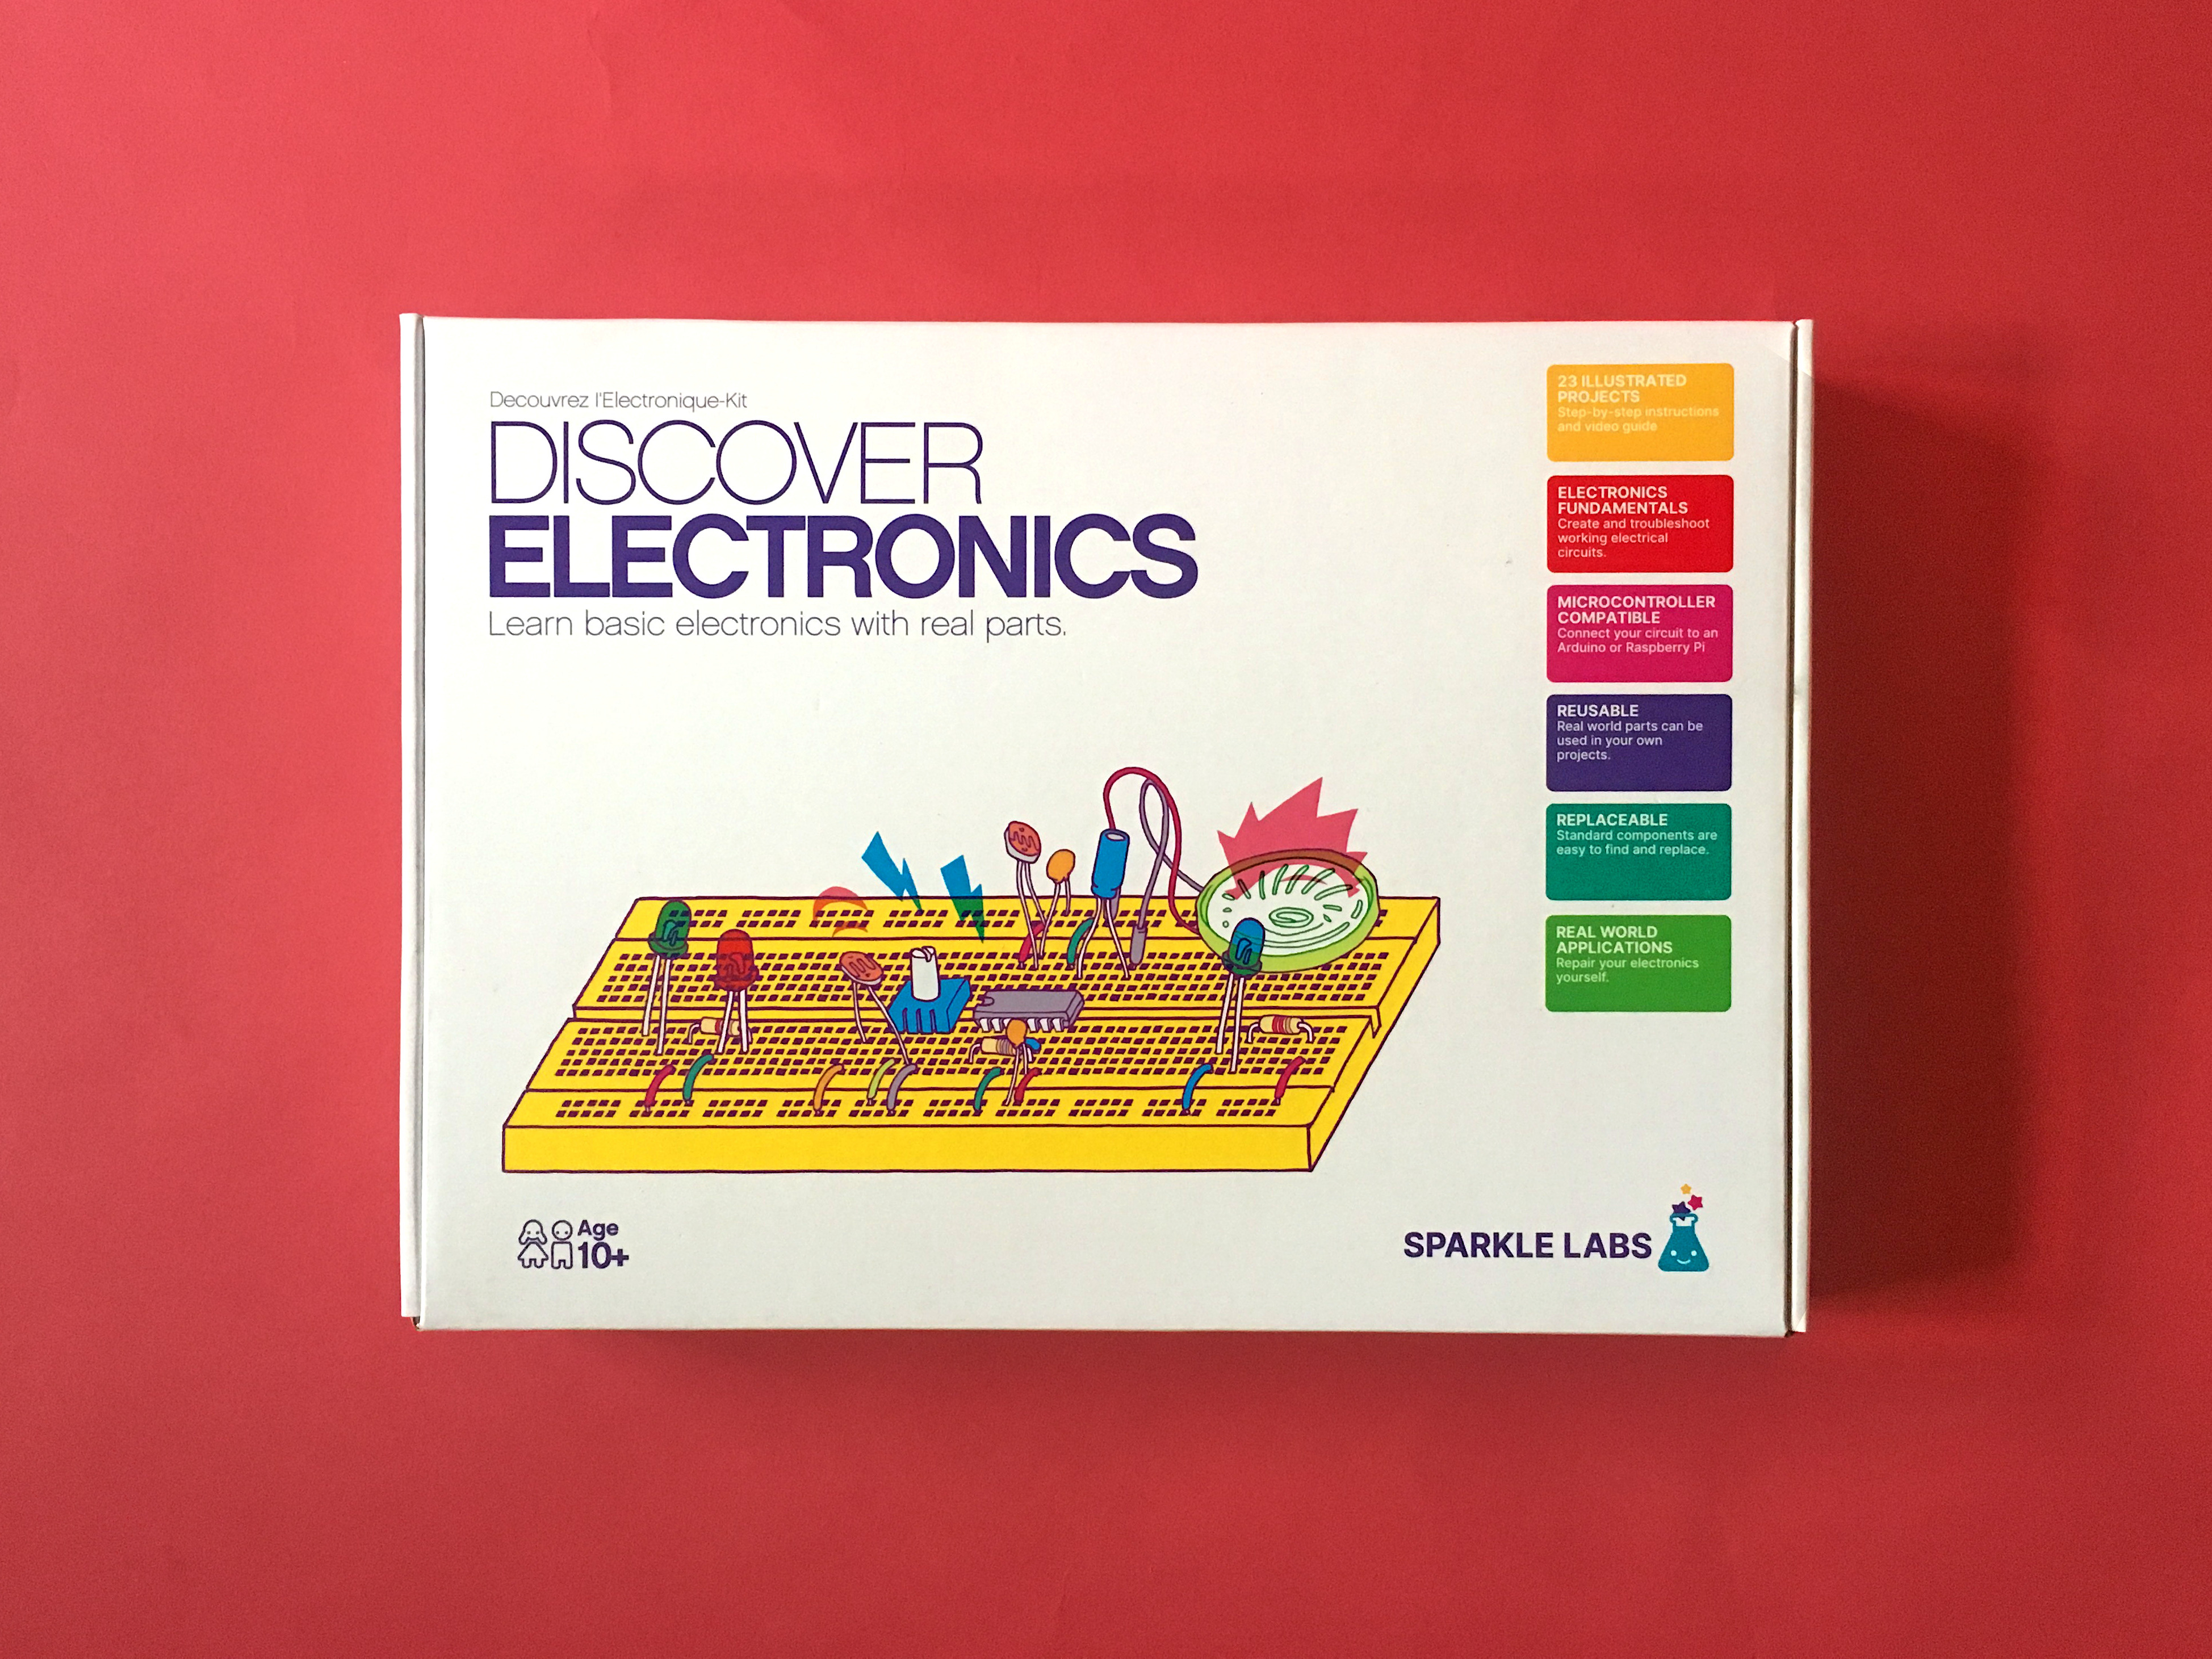 Decouvrez l'Electronique-Kit
DISCOVER
ELECTRONICS
Learn basic electronics with real parts.
23 ILLUSTRATED
PROJECTS
Step-by-step instructions
and video guide
ELECTRONICS
FUNDAMENTALS
Create and troubleshoot
working electrical
circuits.
MICROCONTROLLER
COMPATIBLE
Connect your circuit to an
Arduino or Raspberry Pi
REUSABLE
Real world parts can be
used in your own
projects.
REPLACEABLE
Standard components are
easy to find and replace.
REAL WORLD
APPLICATIONS
Repair your electronics
yourself.
Age
10+
SPARKLE LABS